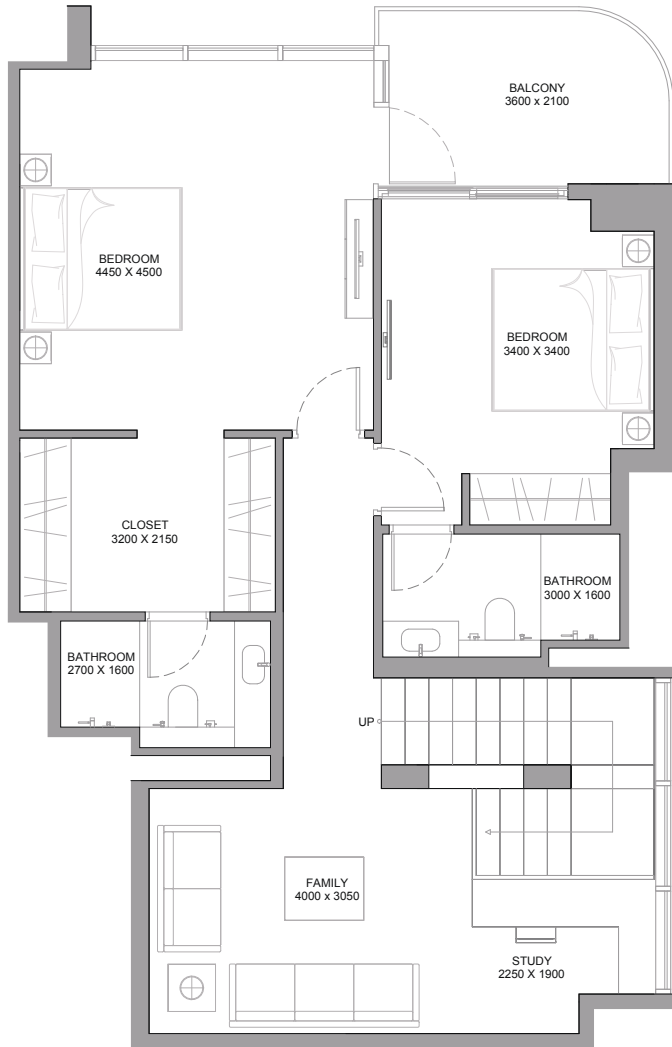 BALCONY
3600 x 2100
BEDROOM
4450 X 4500
BEDROOM
3400 X 3400
CLOSET
3200 X 2150
BATHROOM
3000 X 1600
BATHROOM
2700 X 1600
UP
FAMILY
4000 x 3050
STUDY
2250 X 1900